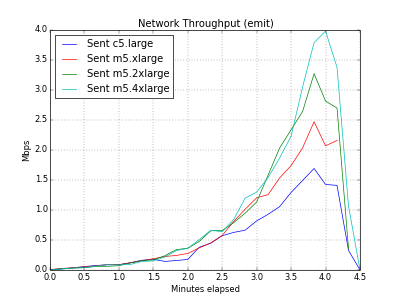 Network Throughput (emit)
4.0
3.5
3.0
2.5
2.0
1.5
1.0
0.5
0.0
Mbps
Sent c5.large
Sent m5.xlarge
Sent m5.2xlarge
Sent m5.4xlarge
0.0 0.5 1.0 1.5 2.0 2.5 3.0 3.5 4.0 4.5
Minutes elapsed